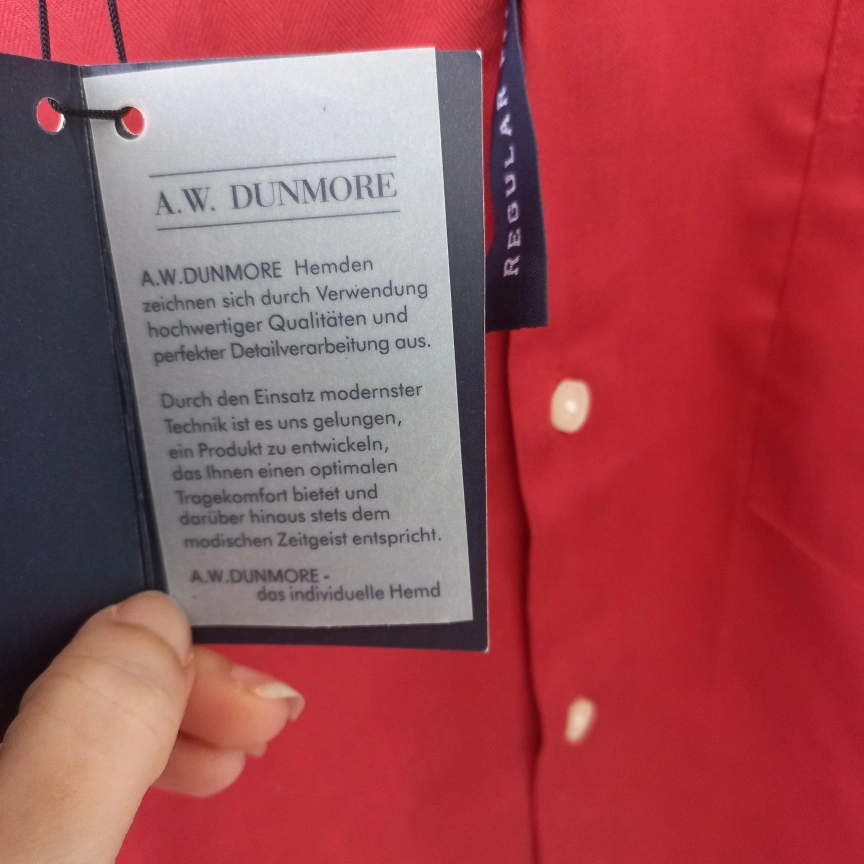 A.W. DUNMORE
A.W.DUNMORE Hemden
zeichnen sich durch Verwendung
hochwertiger Qualitäten und
perfekter Detailverarbeitung aus.
Durch den Einsatz modernster
Technik ist es uns gelungen,
ein Produkt zu entwickeln,
das Ihnen einen optimalen
Tragekomfort bietet und
darüber hinaus stets dem
modischen Zeitgeist entspricht.
A.W.DUNMORE -
das individuelle Hemd
REGULAR